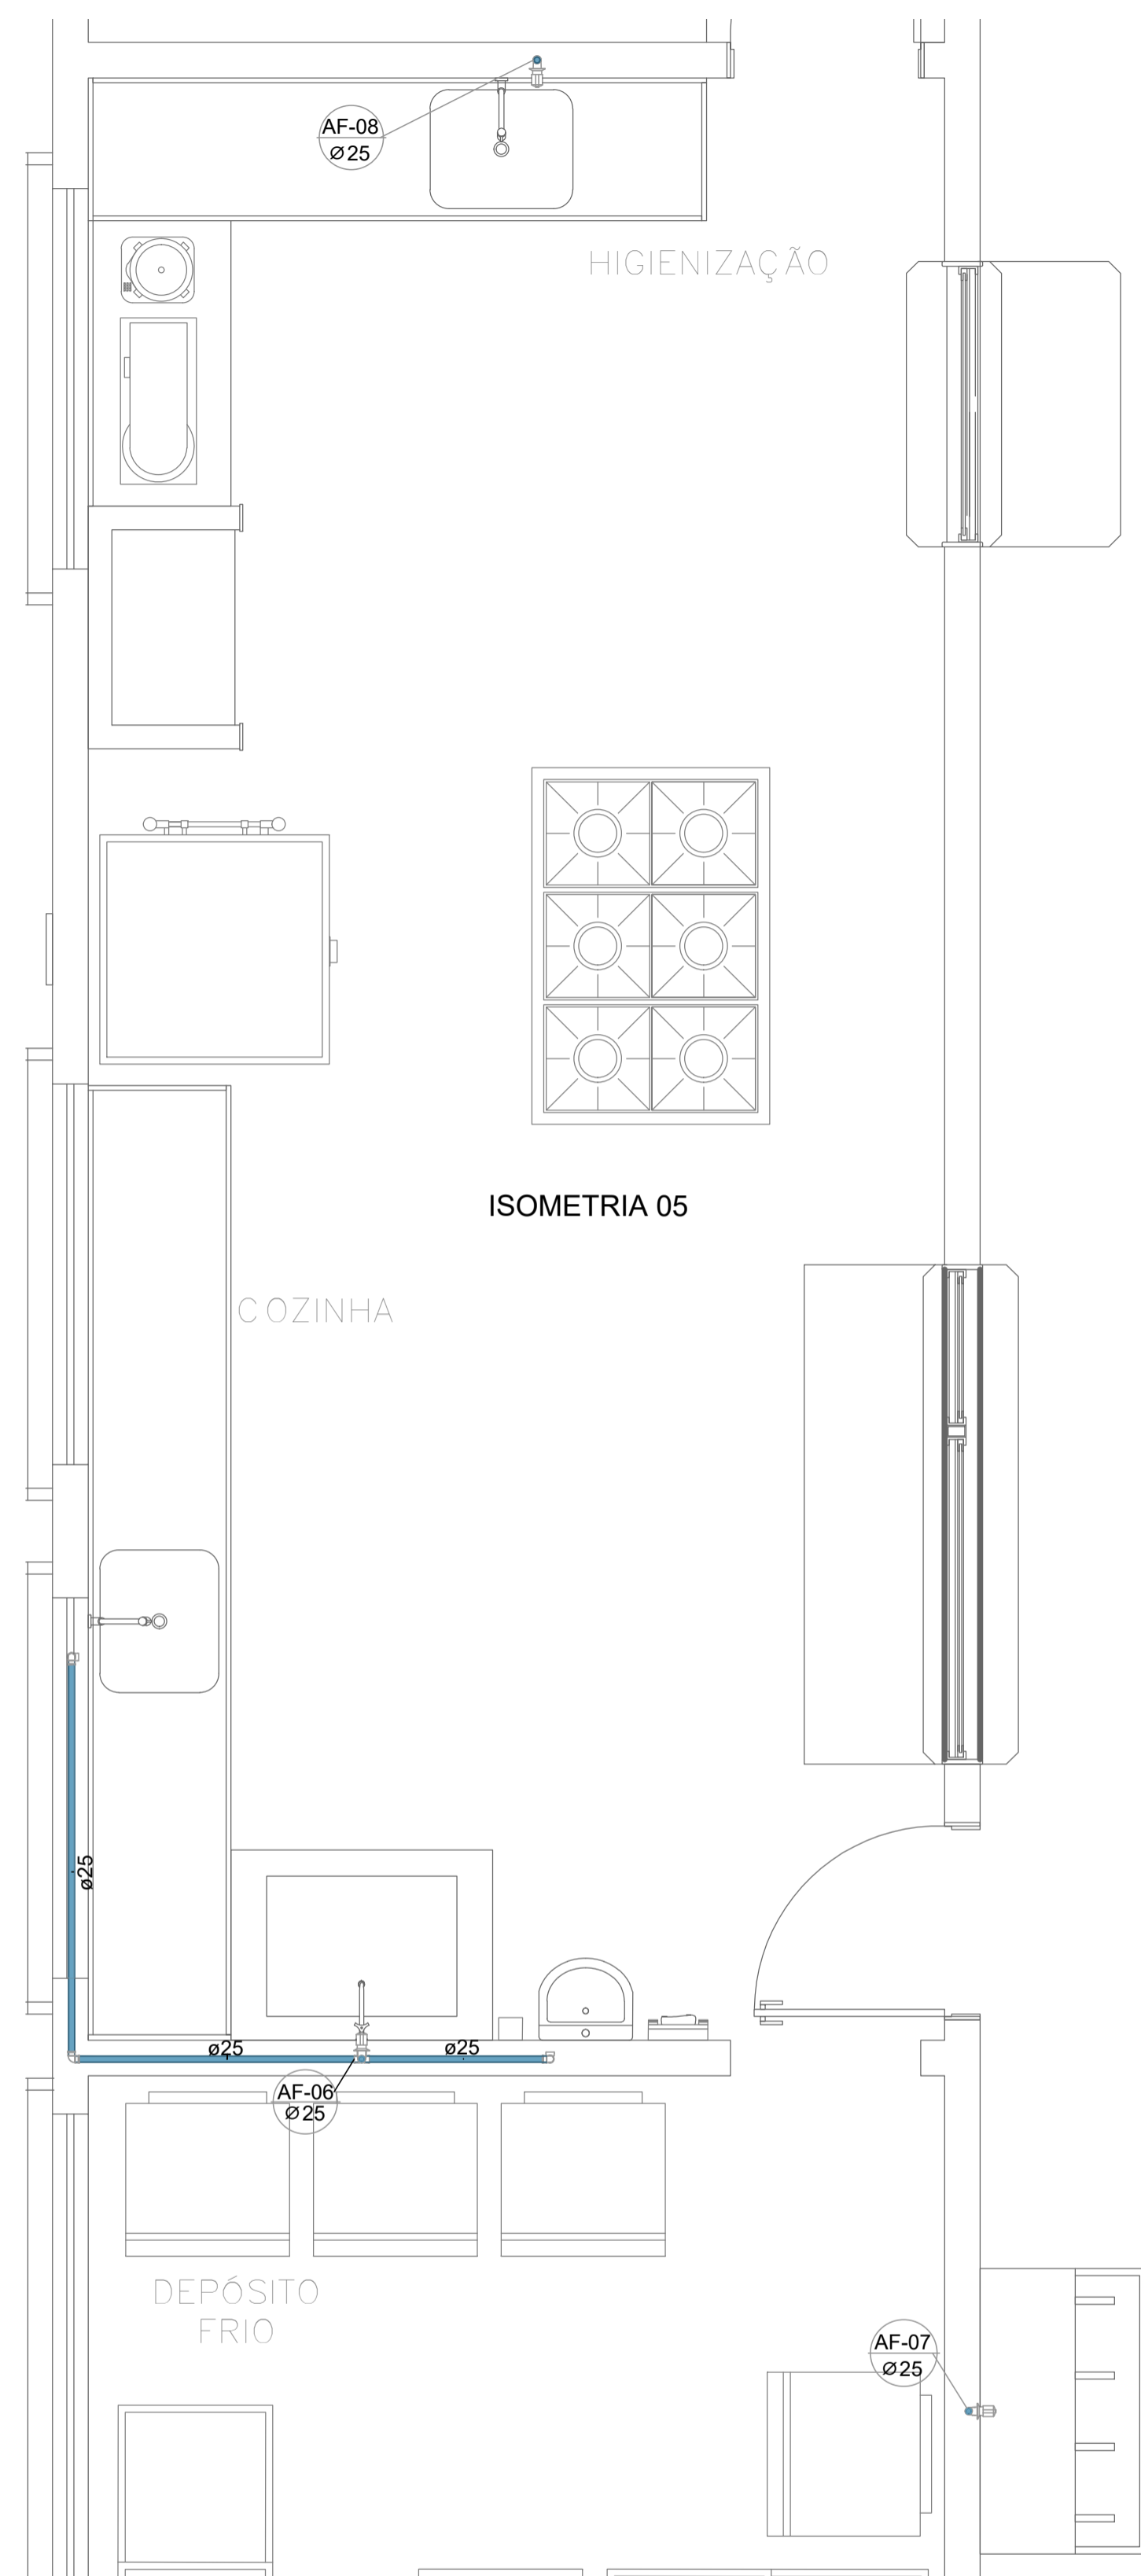 AF-08
Ø25
HIGIENIZAÇÃO
ISOMETRIA 05
COZINHA
ø25
ø25
ø25
AF-06
Ø25
DEPÓSITO
FRIO
AF-07
Ø25